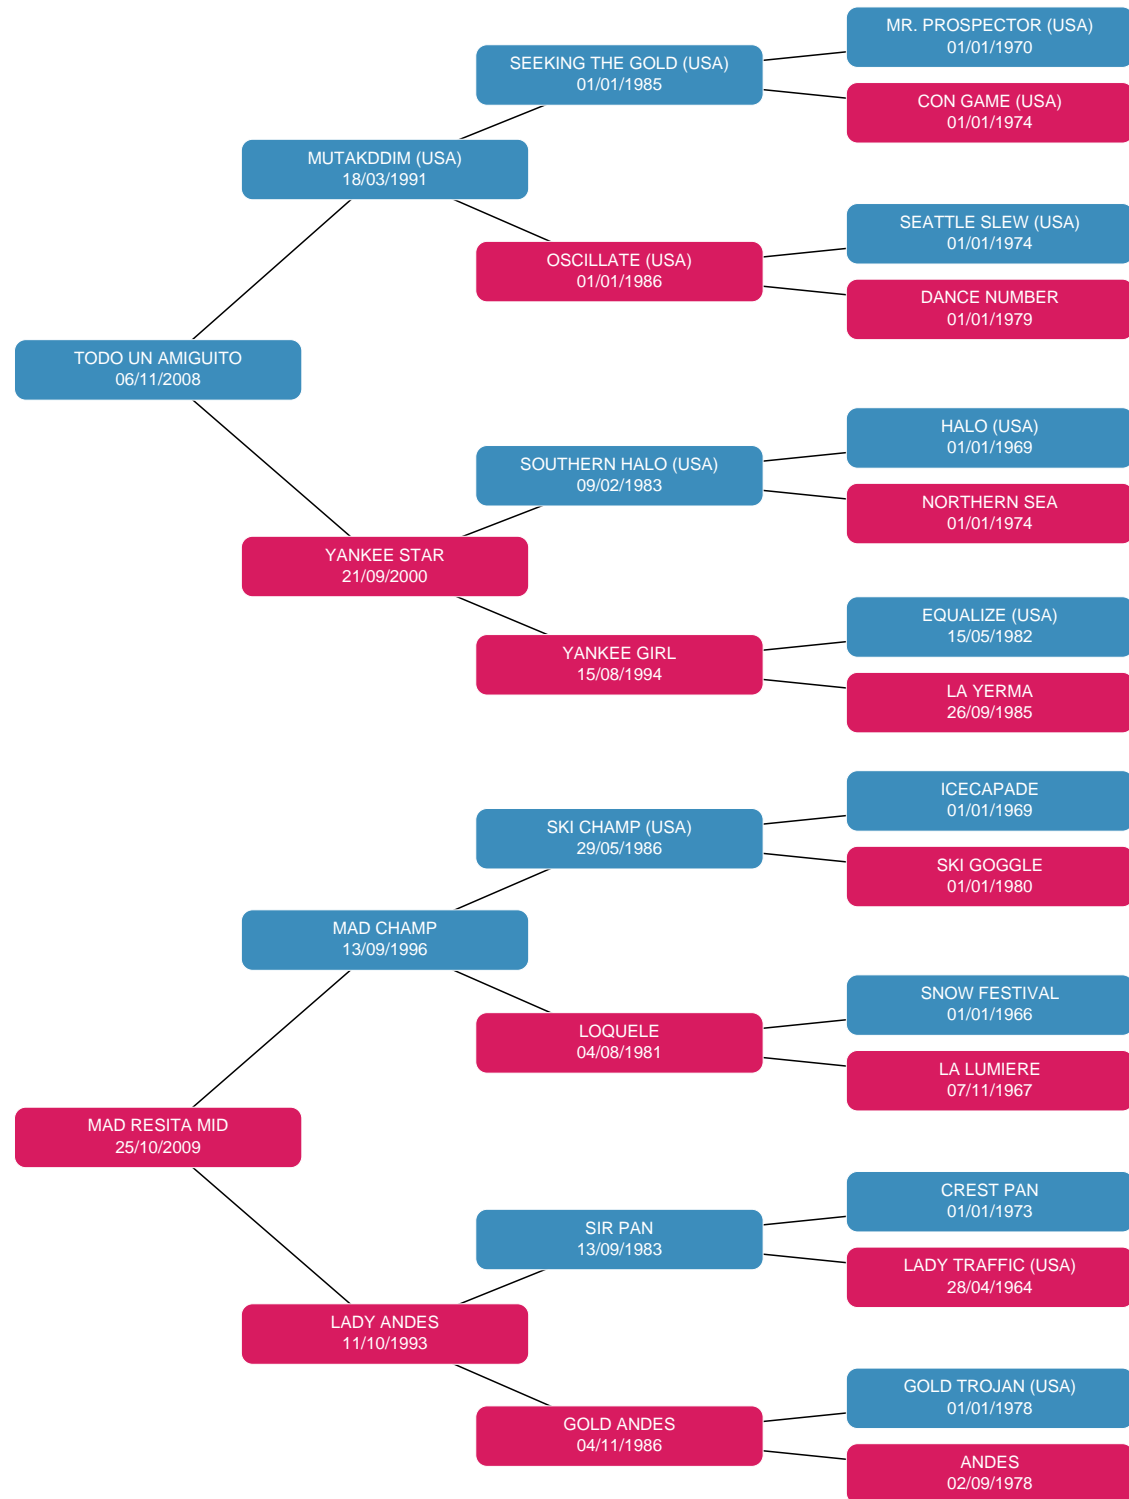 MR. PROSPECTOR (USA)
01/01/1970
SEEKING THE GOLD (USA)
01/01/1985
CON GAME (USA)
01/01/1974
MUTAKDDIM (USA)
18/03/1991
SEATTLE SLEW (USA)
01/01/1974
OSCILLATE (USA)
01/01/1986
DANCE NUMBER
01/01/1979
TODO UN AMIGUITO
06/11/2008
HALO (USA)
01/01/1969
SOUTHERN HALO (USA)
09/02/1983
NORTHERN SEA
01/01/1974
YANKEE STAR
21/09/2000
EQUALIZE (USA)
15/05/1982
YANKEE GIRL
15/08/1994
LA YERMA
26/09/1985
ICECAPADE
01/01/1969
SKI CHAMP (USA)
29/05/1986
SKI GOGGLE
01/01/1980
MAD CHAMP
13/09/1996
SNOW FESTIVAL
01/01/1966
LOQUELE
04/08/1981
LA LUMIERE
07/11/1967
MAD RESITA MID
25/10/2009
CREST PAN
01/01/1973
SIR PAN
13/09/1983
LADY TRAFFIC (USA)
28/04/1964
LADY ANDES
11/10/1993
GOLD TROJAN (USA)
01/01/1978
GOLD ANDES
04/11/1986
ANDES
02/09/1978